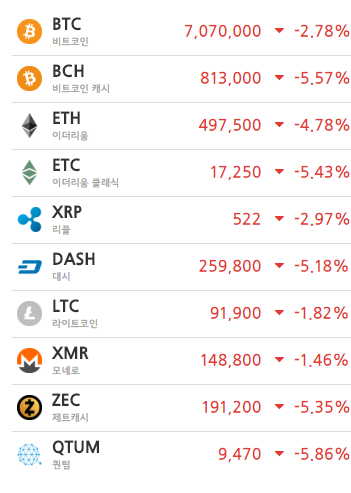 BTC 7,070,000 ▼ -2.78%
비트코인
BCH 813,000 ▼ -5.57%
비트코인 캐시
ETH 497,500 ▼ -4.78%
이더리움
ETC 17,250 ▼ -5.43%
이더리움 클래식
XRP 522 ▼ -2.97%
리플
DASH 259,800 ▼ -5.18%
대시
LTC 91,900 ▼ -1.82%
라이트코인
XMR 148,800 ▼ -1.46%
모네로
ZEC 191,200 ▼ -5.35%
제트캐시
QTUM 9,470 ▼ -5.86%
퀀텀